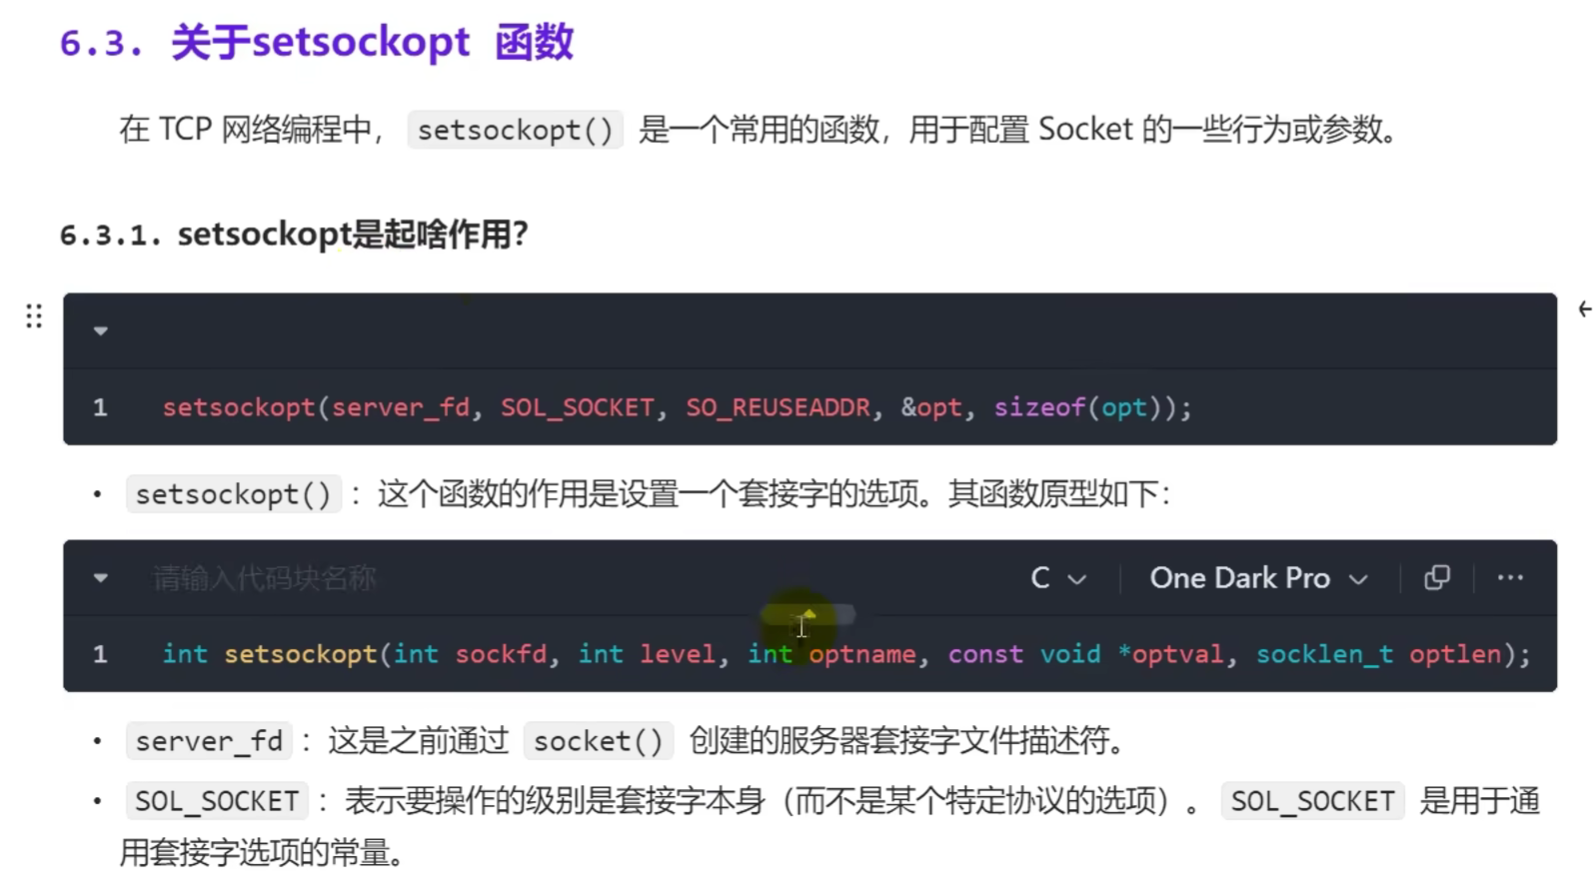 6.3. 关于setsockopt 函数
在 TCP 网络编程中， setsockopt() 是一个常用的函数，用于配置 Socket 的一些行为或参数。
6.3.1. setsockopt是起啥作用?
1 setsockopt(server_fd, SOL_SOCKET, SO_REUSEADDR, &opt, sizeof(opt));
• setsockopt() ：这个函数的作用是设置一个套接字的选项。其函数原型如下：
请输入代码块名称 C One Dark Pro ···
1 int setsockopt(int sockfd, int level, int optname, const void *optval, socklen_t optlen);
• server_fd ：这是之前通过 socket() 创建的服务器套接字文件描述符。
• SOL_SOCKET ：表示要操作的级别是套接字本身（而不是某个特定协议的选项）。 SOL_SOCKET 是用于通
用套接字选项的常量。